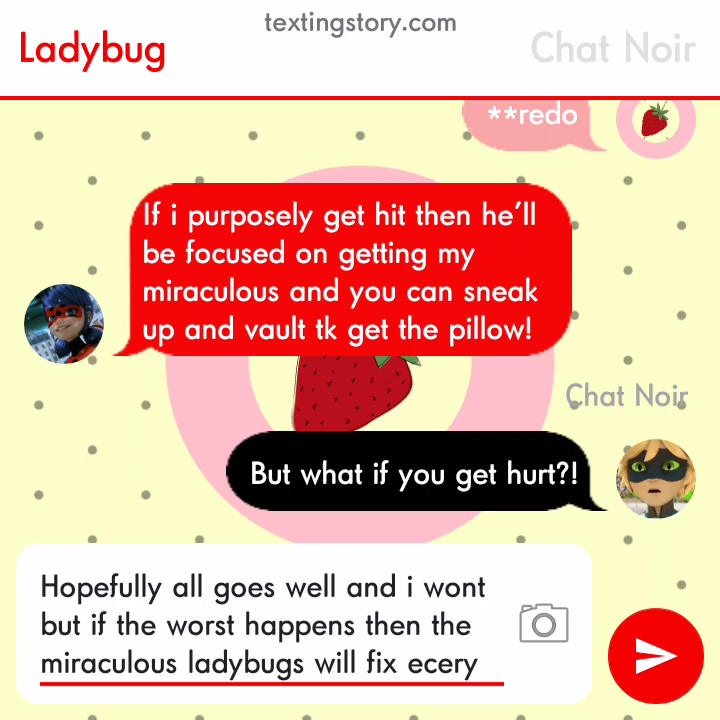 textingstory.com
Ladybug
Chat Noir
**redo
If i purposely get hit then he'll
be focused on getting my
miraculous and you can sneak
up and vault tk get the pillow!
Chat Noir
But what if you get hurt?!
Hopefully all goes well and i wont
but if the worst happens then the
miraculous ladybugs will fix ecery